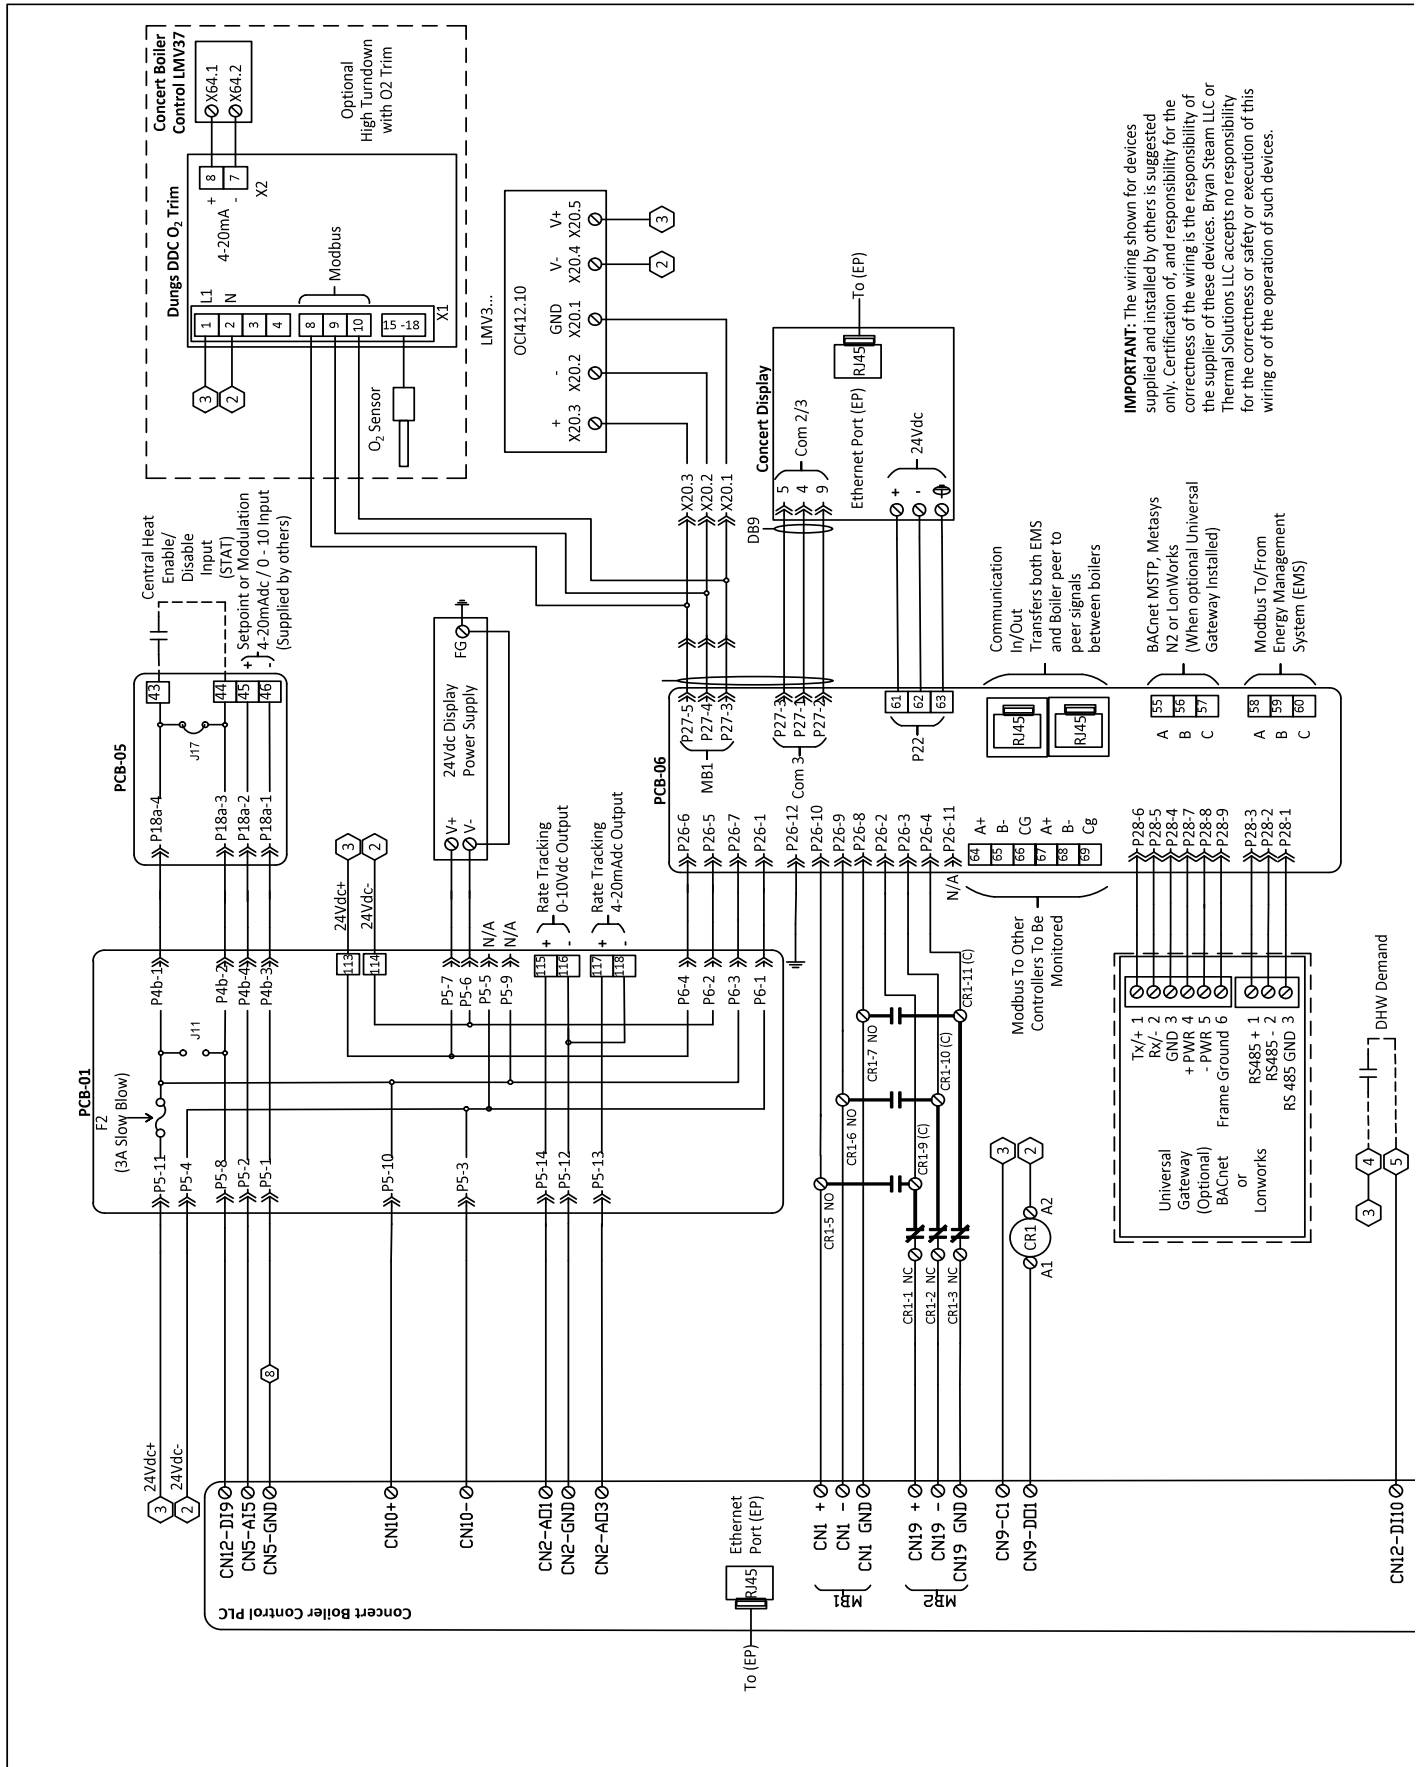 Concert Boiler
Control LMV37
X64.1
X64.2
Optional
High Turndown
with O2 Trim
Dungs DDC O2 Trim
8
7
+
-
X2
4-20mA
L1
N
1
2
3
4
8
9
10
15 -18
X1
Modbus
3
2
O2 Sensor
LMV3...
OCI412.10
+
-
GND
V-
V+
X20.3
X20.2
X20.1
X20.4
X20.5
2
3
Central Heat
Enable/
Disable
Input
(STAT)
Setpoint or Modulation
4-20mAdc / 0 - 10 Input
(Supplied by others)
+
-
PCB-05
43
44
45
46
J17
P18a-4
P18a-3
P18a-2
P18a-1
FG
24Vdc Display
Power Supply
V+
V-
3
2
24Vdc+
24Vdc-
113
114
N/A
N/A
Rate Tracking
0-10Vdc Output
+
-
Rate Tracking
4-20mAdc Output
+
-
115
116
117
118
PCB-01
F2
(3A Slow Blow)
J11
P4b-1
P4b-2
P4b-4
P4b-3
P5-7
P5-6
P5-5
P5-9
P6-4
P6-2
P6-3
P6-1
P5-11
P5-4
P5-8
P5-2
P5-1
P5-10
P5-3
P5-14
P5-12
P5-13
8
24Vdc+
24Vdc-
3
2
CN12-DI9
CN5-AI5
CN5-GND
CN10+
CN10-
CN2-AO1
CN2-GND
CN2-AO3
Concert Boiler Control PLC
RJ45
Ethernet
Port (EP)
To (EP)
CN1 +
CN1 -
CN1 GND
MB1
CN19 +
CN19 -
CN19 GND
MB2
CN9-C1
CN9-DO1
CN12-DI10
PCB-06
X20.3
X20.2
X20.1
P27-5
P27-4
P27-3
MB1
P27-3
P27-1
P27-2
Com 3
61
62
63
P22
RJ45
RJ45
55
56
57
A
B
C
58
59
60
A
B
C
P26-6
P26-5
P26-7
P26-1
P26-12
P26-10
P26-9
P26-8
P26-2
P26-3
P26-4
P26-11
N/A
64
65
66
67
68
69
A+
B-
CG
A+
B-
Cg
P28-6
P28-5
P28-4
P28-7
P28-8
P28-9
P28-3
P28-2
P28-1
Concert Display
DB9
5
4
9
Com 2/3
Ethernet Port (EP)
RJ45
To (EP)
+
-
24Vdc
Communication
In/Out
Transfers both EMS
and Boiler peer to
peer signals
between boilers
BACnet MSTP, Metasys
N2 or LonWorks
(When optional Universal
Gateway Installed)
Modbus To/From
Energy Management
System (EMS)
Modbus To Other
Controllers To Be
Monitored
CR1-5 NO
CR1-6 NO
CR1-7 NO
CR1-9 (C)
CR1-10 (C)
CR1-11 (C)
CR1-1 NC
CR1-2 NC
CR1-3 NC
3
2
A1
CR1
A2
Tx/+ 1
Rx/- 2
GND 3
+ PWR 4
- PWR 5
Frame Ground 6
RS485 + 1
RS485 - 2
RS 485 GND 3
Universal
Gateway
(Optional)
BACnet
or
Lonworks
DHW Demand
3
4
5
IMPORTANT: The wiring shown for devices
supplied and installed by others is suggested
only. Certification of, and responsibility for the
correctness of the wiring is the responsibility of
the supplier of these devices. Bryan Steam LLC or
Thermal Solutions LLC accepts no responsibility
for the correctness or safety or execution of this
wiring or of the operation of such devices.